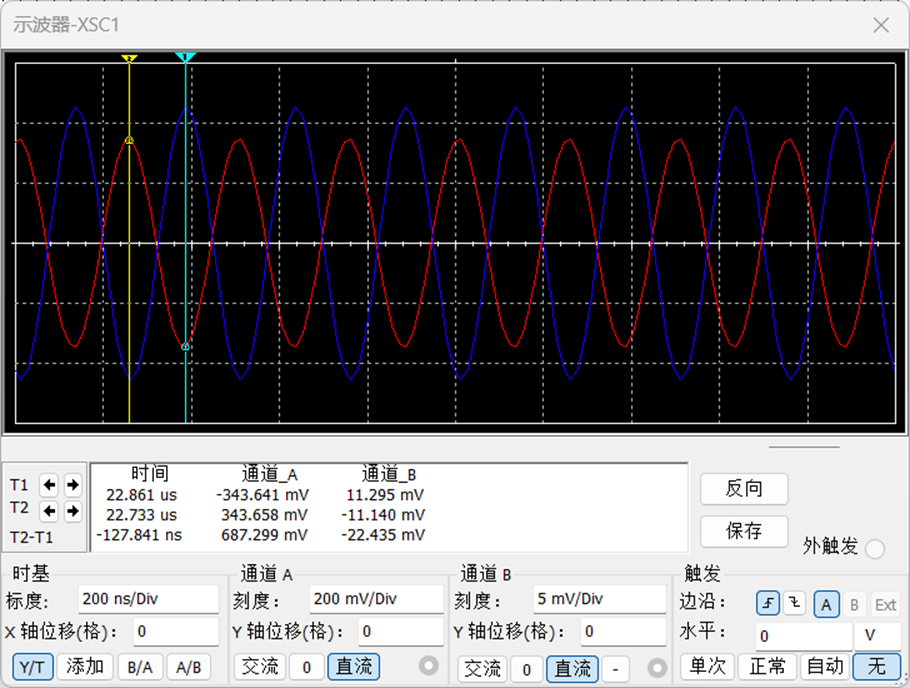 示波器-XSC1
2 1
时间 通道_A 通道_B
T1 22.861 us -343.641 mV 11.295 mV
T2 22.733 us 343.658 mV -11.140 mV
T2-T1 -127.841 ns 687.299 mV -22.435 mV
反向
保存
外触发
时基
标度: 200 ns/Div
X 轴位移(格): 0
Y/T 添加 B/A A/B
通道 A
刻度: 200 mV/Div
Y 轴位移(格): 0
交流 0 直流
通道 B
刻度: 5 mV/Div
Y 轴位移(格): 0
交流 0 直流 -
触发
边沿: A B Ext
水平: 0 V
单次 正常 自动 无